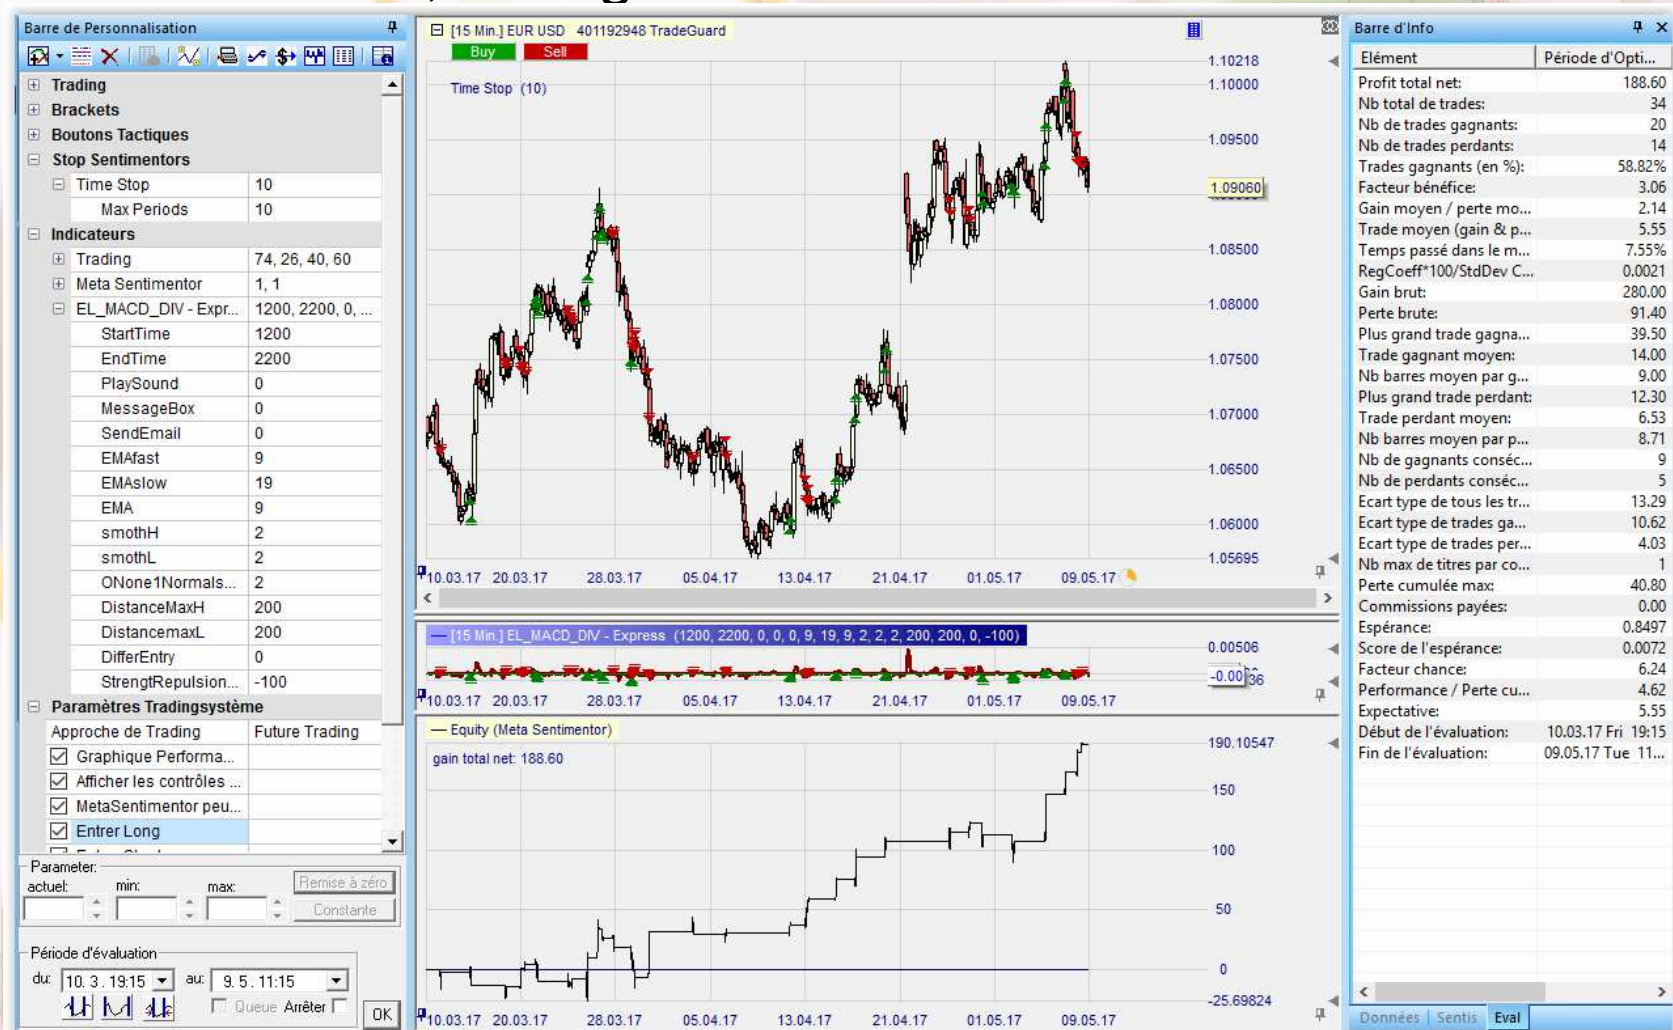 Barre de Personnalisation
Trading
Brackets
Boutons Tactiques
Stop Sentimentors
Time Stop 10
Max Periods 10
Indicateurs
Trading 74, 26, 40, 60
Meta Sentimentor 1, 1
EL_MACD_DIV - Expr... 1200, 2200, 0, ...
StartTime 1200
EndTime 2200
PlaySound 0
MessageBox 0
SendEmail 0
EMAfast 9
EMAslow 19
EMA 9
smothH 2
smothL 2
ONone1Normals... 2
DistanceMaxH 200
DistancemaxL 200
DifferEntry 0
StrengtRepulsion... -100
Paramètres Tradingsystème
Approche de Trading Future Trading
Graphique Performa...
Afficher les contrôles ...
MetaSentimentor peu...
Entrer Long
Parameter:
actuel: min: max: Remise à zéro
Constante
Période d'évaluation
du: 10. 3 . 19:15 au: 9. 5 . 11:15
Queue Arrêter OK
[15 Min.] EUR USD 401192948 TradeGuard
Buy Sell
Time Stop (10)
1.10218
1.10000
1.09500
1.09060
1.08500
1.08000
1.07500
1.07000
1.06500
1.06000
1.05695
10.03.17 20.03.17 28.03.17 05.04.17 13.04.17 21.04.17 01.05.17 09.05.17
[15 Min.] EL_MACD_DIV - Express (1200, 2200, 0, 0, 0, 9, 19, 9, 2, 2, 2, 200, 200, 0, -100)
0.00506
-0.00 36
10.03.17 20.03.17 28.03.17 05.04.17 13.04.17 21.04.17 01.05.17 09.05.17
Equity (Meta Sentimentor)
gain total net: 188.60
190.10547
150
100
50
0
-25.69824
10.03.17 20.03.17 28.03.17 05.04.17 13.04.17 21.04.17 01.05.17 09.05.17
Barre d'Info
Elément Période d'Opti...
Profit total net: 188.60
Nb total de trades: 34
Nb de trades gagnants: 20
Nb de trades perdants: 14
Trades gagnants (en %): 58.82%
Facteur bénéfice: 3.06
Gain moyen / perte mo... 2.14
Trade moyen (gain & p... 5.55
Temps passé dans le m... 7.55%
RegCoeff*100/StdDev C... 0.0021
Gain brut: 280.00
Perte brute: 91.40
Plus grand trade gagna... 39.50
Trade gagnant moyen: 14.00
Nb barres moyen par g... 9.00
Plus grand trade perdant: 12.30
Trade perdant moyen: 6.53
Nb barres moyen par p... 8.71
Nb de gagnants conséc... 9
Nb de perdants conséc... 5
Ecart type de tous les tr... 13.29
Ecart type de trades ga... 10.62
Ecart type de trades per... 4.03
Nb max de titres par co... 1
Perte cumulée max: 40.80
Commissions payées: 0.00
Espérance: 0.8497
Score de l'espérance: 0.0072
Facteur chance: 6.24
Performance / Perte cu... 4.62
Expectative: 5.55
Début de l'évaluation: 10.03.17 Fri 19:15
Fin de l'évaluation: 09.05.17 Tue 11...
Données Sentis Eval